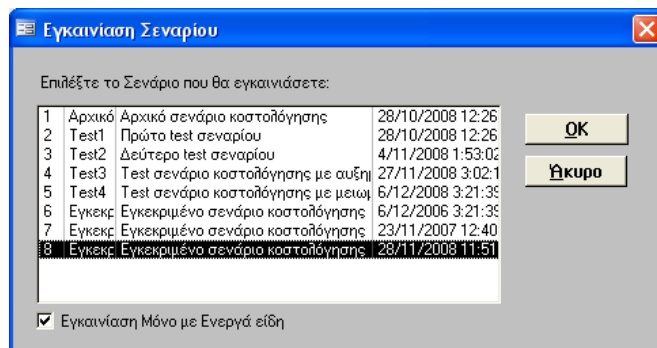 Εγκαινίαση Σεναρίου
Επιλέξτε το Σενάριο που θα εγκαινιάσετε:
1 Αρχικό Αρχικό σενάριο κοστολόγησης 28/10/2008 12:26
2 Test1 Πρώτο test σεναρίου 28/10/2008 12:26
3 Test2 Δεύτερο test σεναρίου 4/11/2008 1:53:02
4 Test3 Test σενάριο κοστολόγησης με αυξη 27/11/2008 3:02:1
5 Test4 Test σενάριο κοστολόγησης με μειω 6/12/2008 3:21:39
6 Εγκεκρ Εγκεκριμένο σενάριο κοστολόγησης 6/12/2006 3:21:39
7 Εγκεκρ Εγκεκριμένο σενάριο κοστολόγησης 23/11/2007 12:40
8 Εγκεκρ Εγκεκριμένο σενάριο κοστολόγησης 28/11/2008 11:51
OK
Άκυρο
Εγκαινίαση Μόνο με Ενεργά είδη